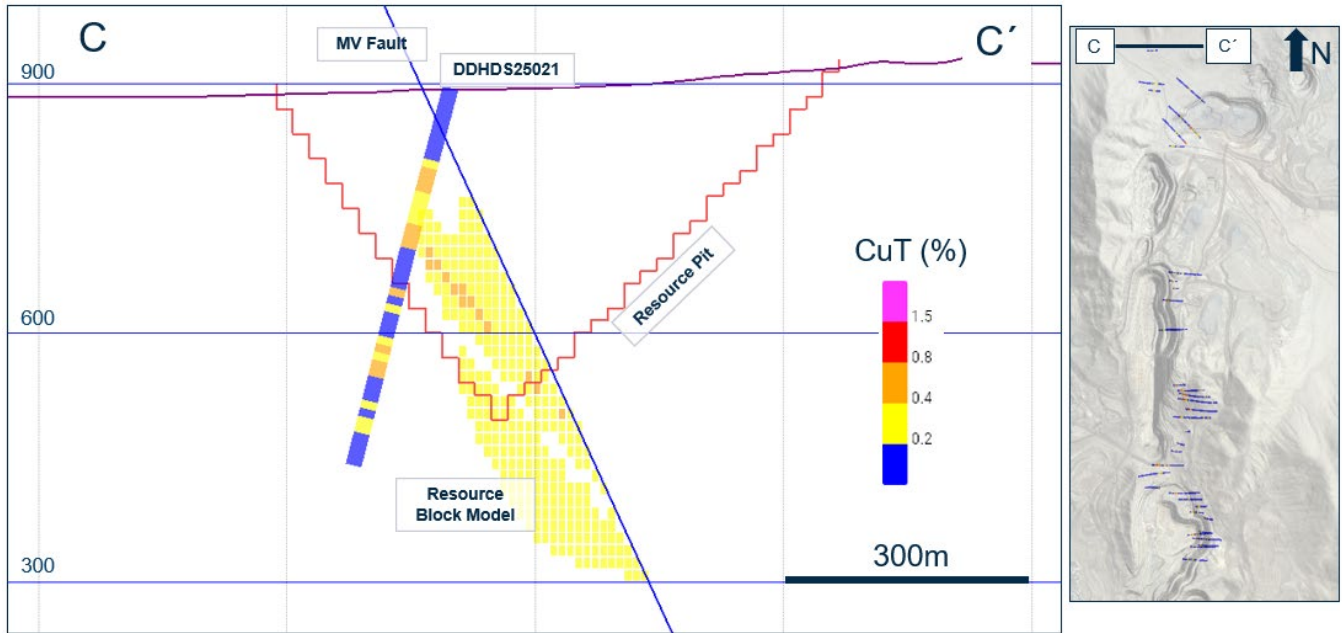 C
C´
MV Fault
DDHDS25021
900
600
300
Resource Pit
CuT (%)
1.5
0.8
0.4
0.2
Resource
Block Model
300m
C
C´
N